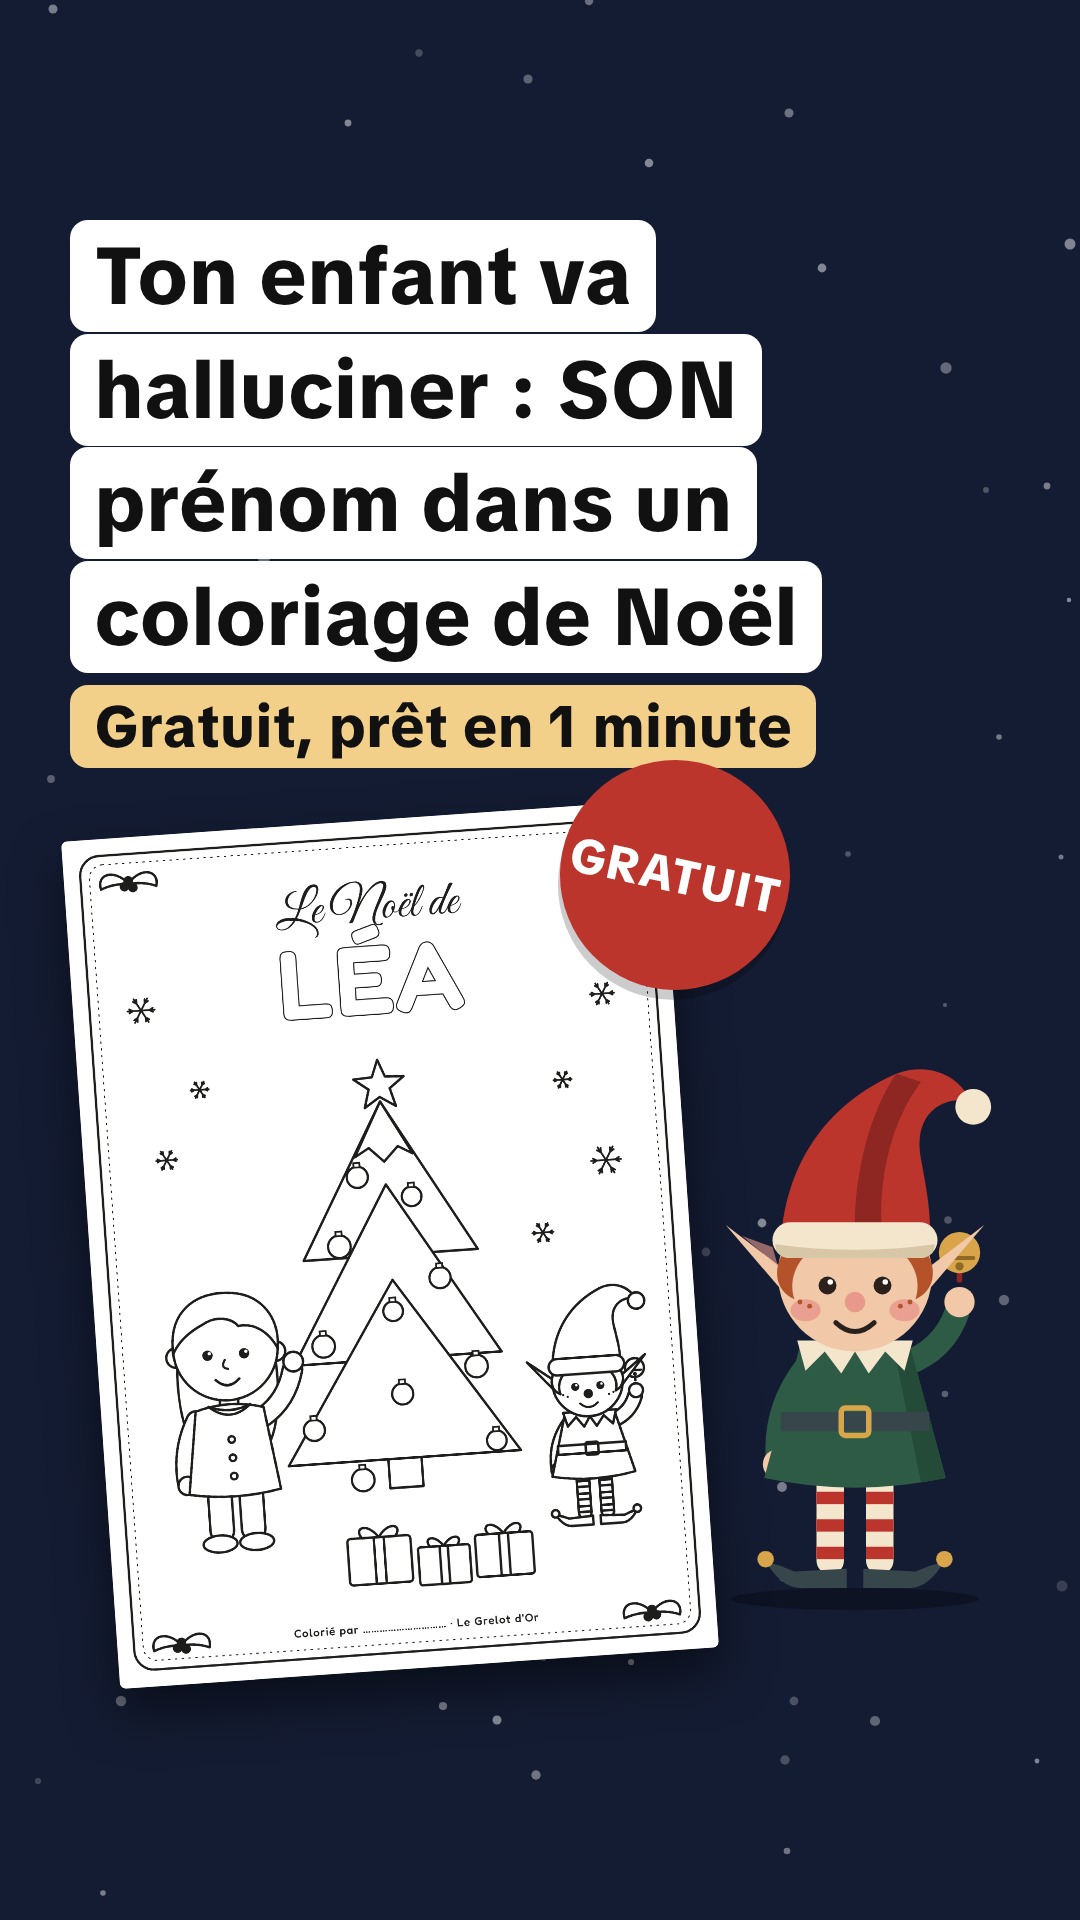 Ton enfant va
halluciner : SON
prénom dans un
coloriage de Noël
Gratuit, prêt en 1 minute
GRATUIT
Le Noël de
LÉA
Colorié par ............................ · Le Grelot d'Or